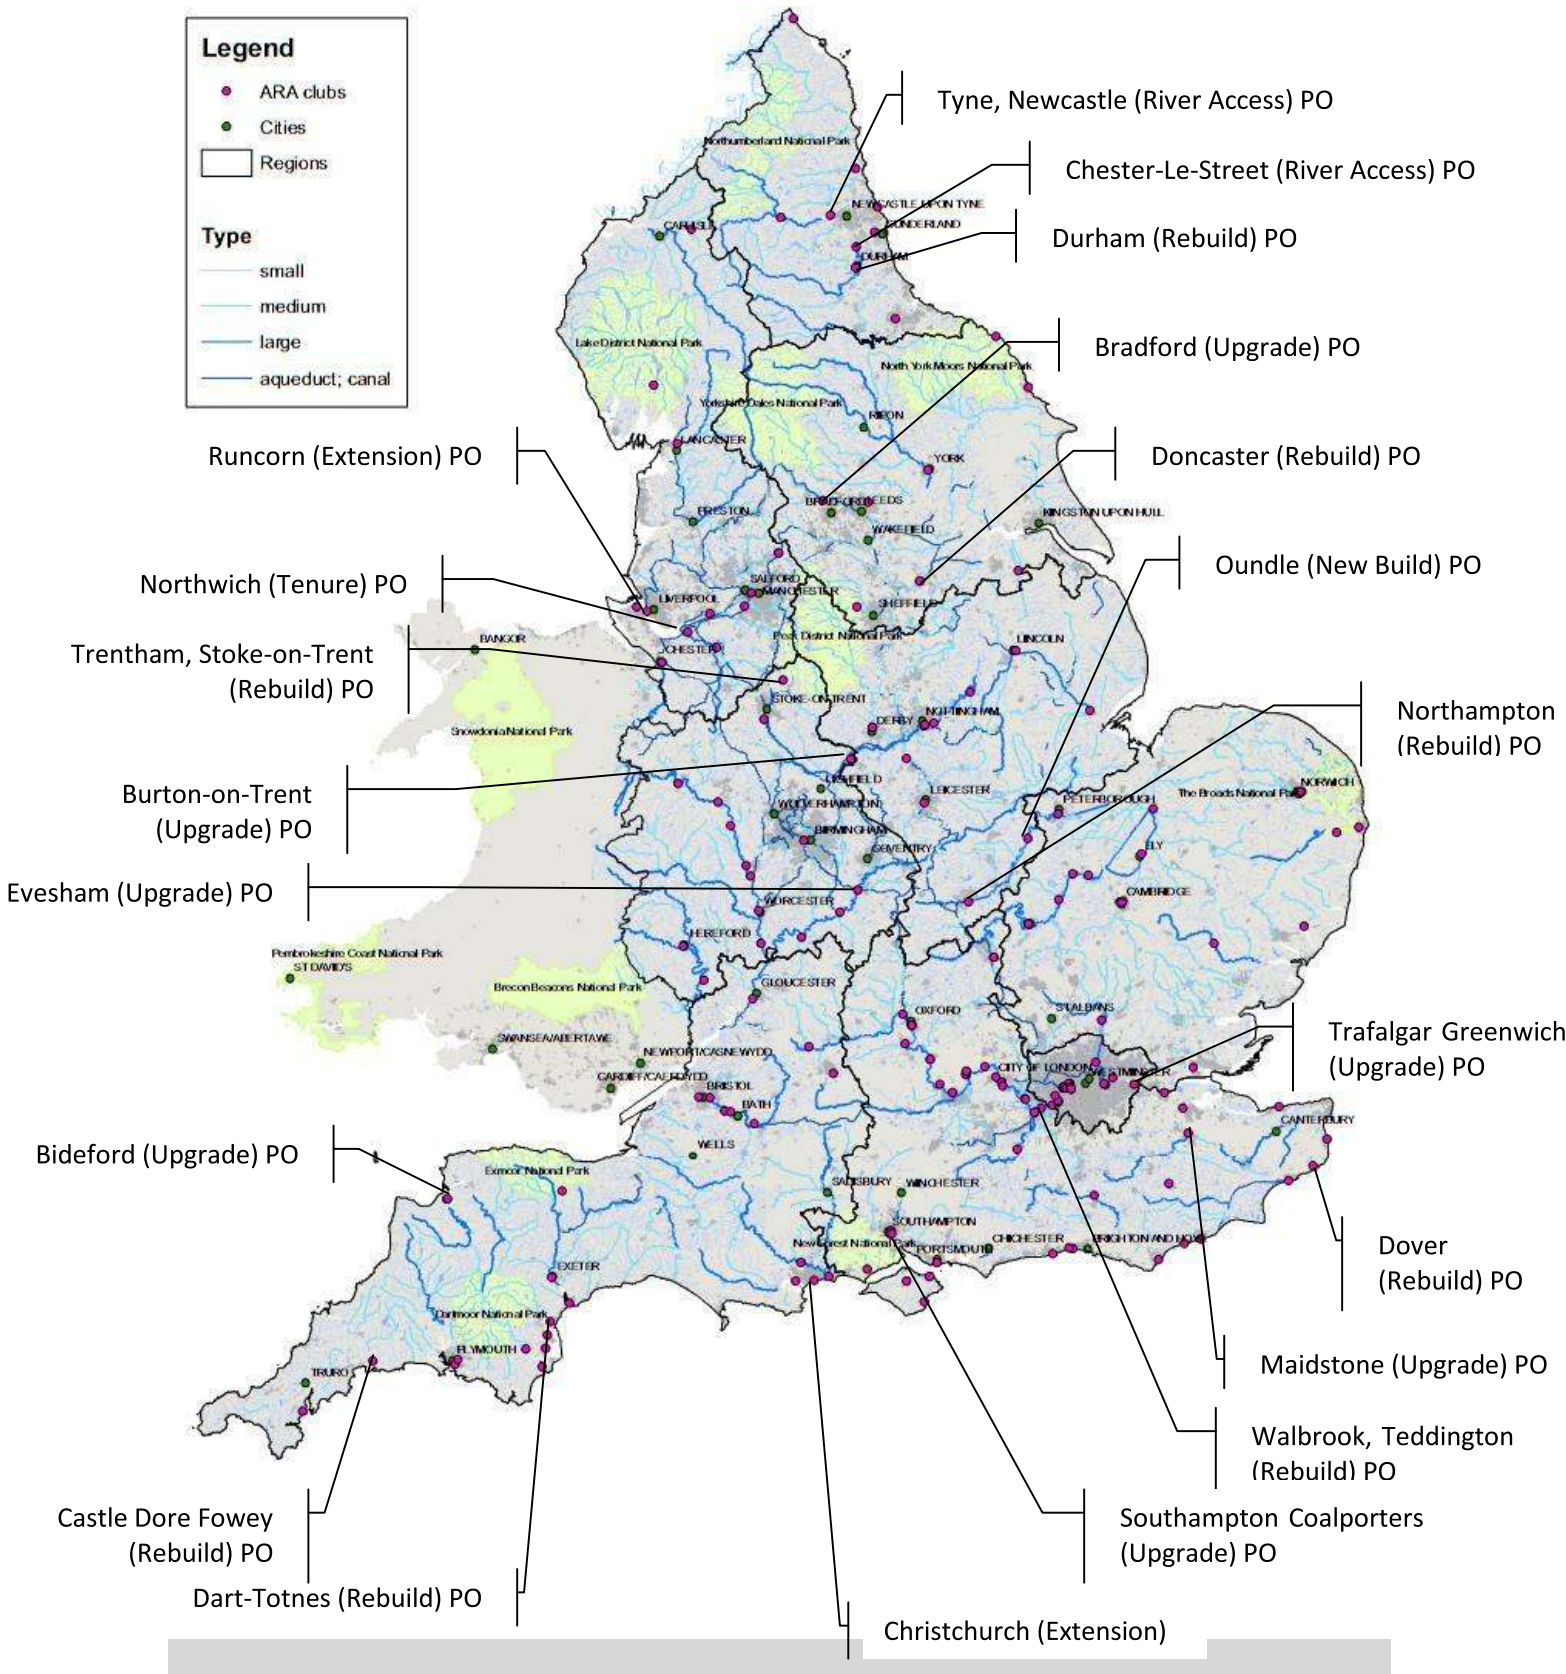 Legend
ARA clubs
Cities
Regions
Type
small
medium
large
aqueduct; canal
Tyne, Newcastle (River Access) PO
Chester-Le-Street (River Access) PO
Durham (Rebuild) PO
Bradford (Upgrade) PO
Runcorn (Extension) PO
Doncaster (Rebuild) PO
Northwich (Tenure) PO
Oundle (New Build) PO
Trentham, Stoke-on-Trent
(Rebuild) PO
Northampton
(Rebuild) PO
Burton-on-Trent
(Upgrade) PO
Evesham (Upgrade) PO
Trafalgar Greenwich
(Upgrade) PO
Bideford (Upgrade) PO
Dover
(Rebuild) PO
Maidstone (Upgrade) PO
Walbrook, Teddington
(Rebuild) PO
Castle Dore Fowey
(Rebuild) PO
Southampton Coalporters
(Upgrade) PO
Dart-Totnes (Rebuild) PO
Christchurch (Extension)
Northumberland National Park
NEWCASTLE UPON TYNE
SUNDERLAND
CARLISLE
DURHAM
Lake District National Park
North York Moors National Park
Yorkshire Dales National Park
RIPON
LANCASTER
YORK
BRADFORD
LEEDS
PRESTON
KINGSTON UPON HULL
WAKEFIELD
SALFORD
MANCHESTER
LIVERPOOL
SHEFFIELD
Peak District National Park
BANGOR
CHESTER
LINCOLN
STOKE-ON-TRENT
DERBY
NOTTINGHAM
Snowdonia National Park
LICHFIELD
LEICESTER
NORWICH
The Broads National Park
PETERBOROUGH
WOLVERHAMPTON
BIRMINGHAM
COVENTRY
ELY
CAMBRIDGE
WORCESTER
HEREFORD
Pembrokeshire Coast National Park
ST DAVID'S
Brecon Beacons National Park
GLOUCESTER
OXFORD
ST ALBANS
SWANSEA/ABERTAWE
NEWPORT/CASNEWYDD
CARDIFF/CAERDYDD
CITY OF LONDON
WESTMINSTER
BRISTOL
BATH
CANTERBURY
WELLS
Exmoor National Park
SALISBURY
WINCHESTER
SOUTHAMPTON
New Forest National Park
PORTSMOUTH
CHICHESTER
BRIGHTON AND HOVE
EXETER
Dartmoor National Park
PLYMOUTH
TRURO